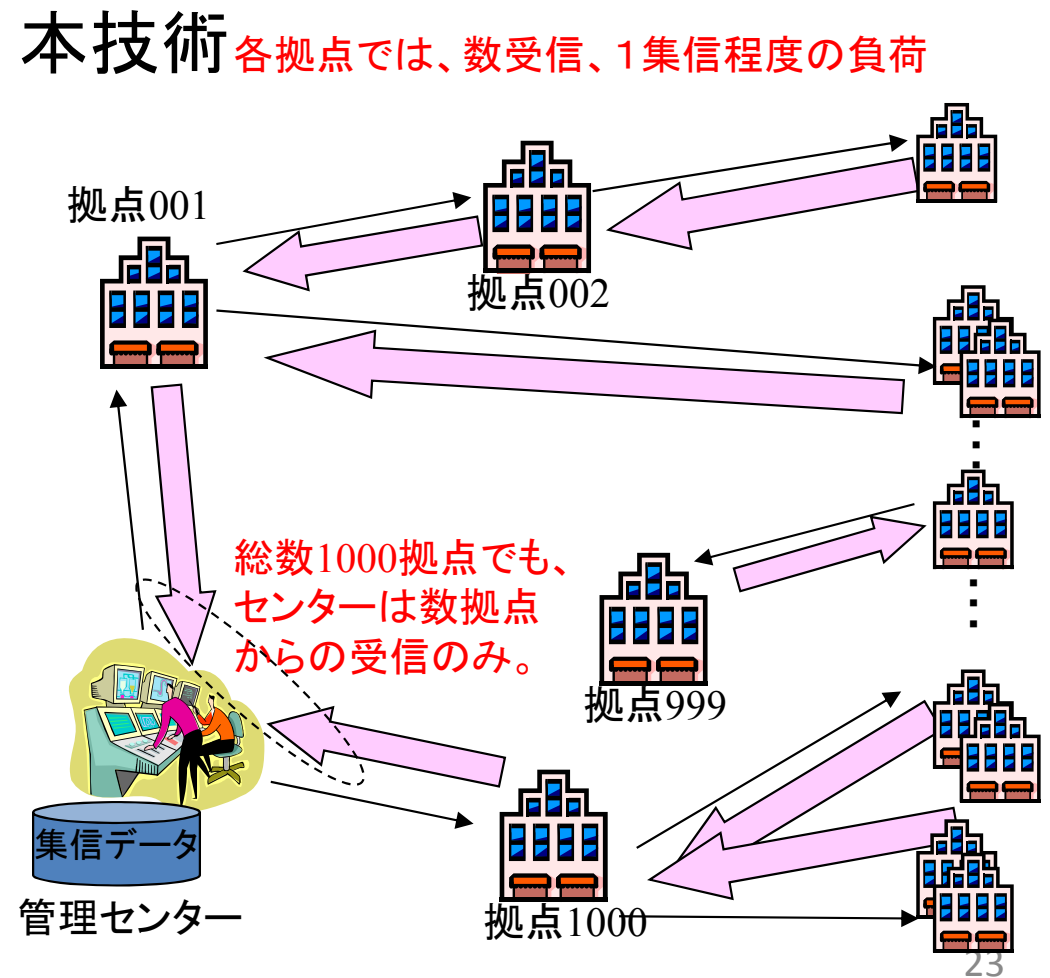 本技術 各拠点では、数受信、１集信程度の負荷
拠点001
拠点002
総数1000拠点でも、
センターは数拠点
からの受信のみ。
拠点999
集信データ
管理センター
拠点1000
23